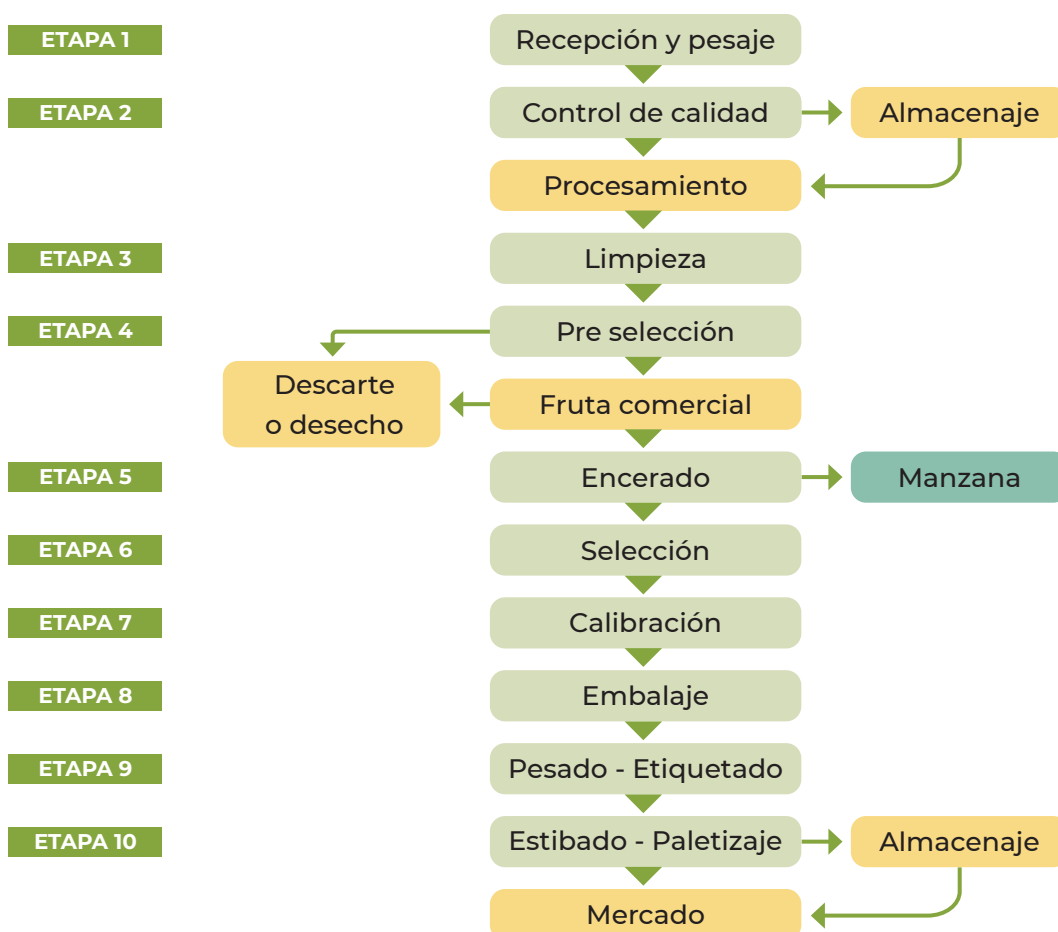 ETAPA 1
Recepción y pesaje
ETAPA 2
Control de calidad
Almacenaje
Procesamiento
ETAPA 3
Limpieza
ETAPA 4
Pre selección
Descarte
o desecho
Fruta comercial
ETAPA 5
Encerado
Manzana
ETAPA 6
Selección
ETAPA 7
Calibración
ETAPA 8
Embalaje
ETAPA 9
Pesado - Etiquetado
ETAPA 10
Estibado - Paletizaje
Almacenaje
Mercado